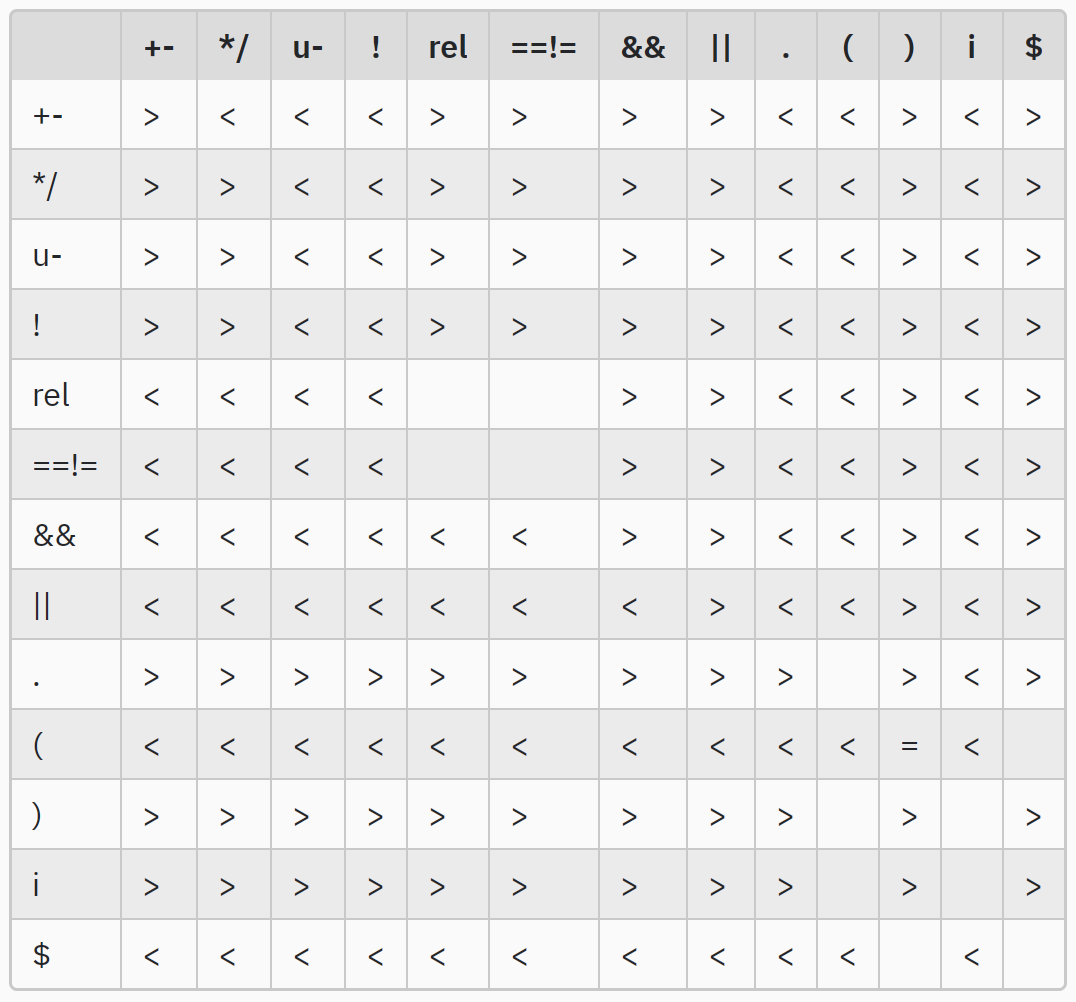 +- */ u- ! rel ==!= && || . ( ) i $
+- > < < < > > > > < < > < >
*/ > > < < > > > > < < > < >
u- > > < < > > > > < < > < >
! > > < < > > > > < < > < >
rel < < < < > > < < > < >
==!= < < < < > > < < > < >
&& < < < < < < > > < < > < >
|| < < < < < < < > < < > < >
. > > > > > > > > > > < >
( < < < < < < < < < < = <
) > > > > > > > > > > >
i > > > > > > > > > > >
$ < < < < < < < < < < <